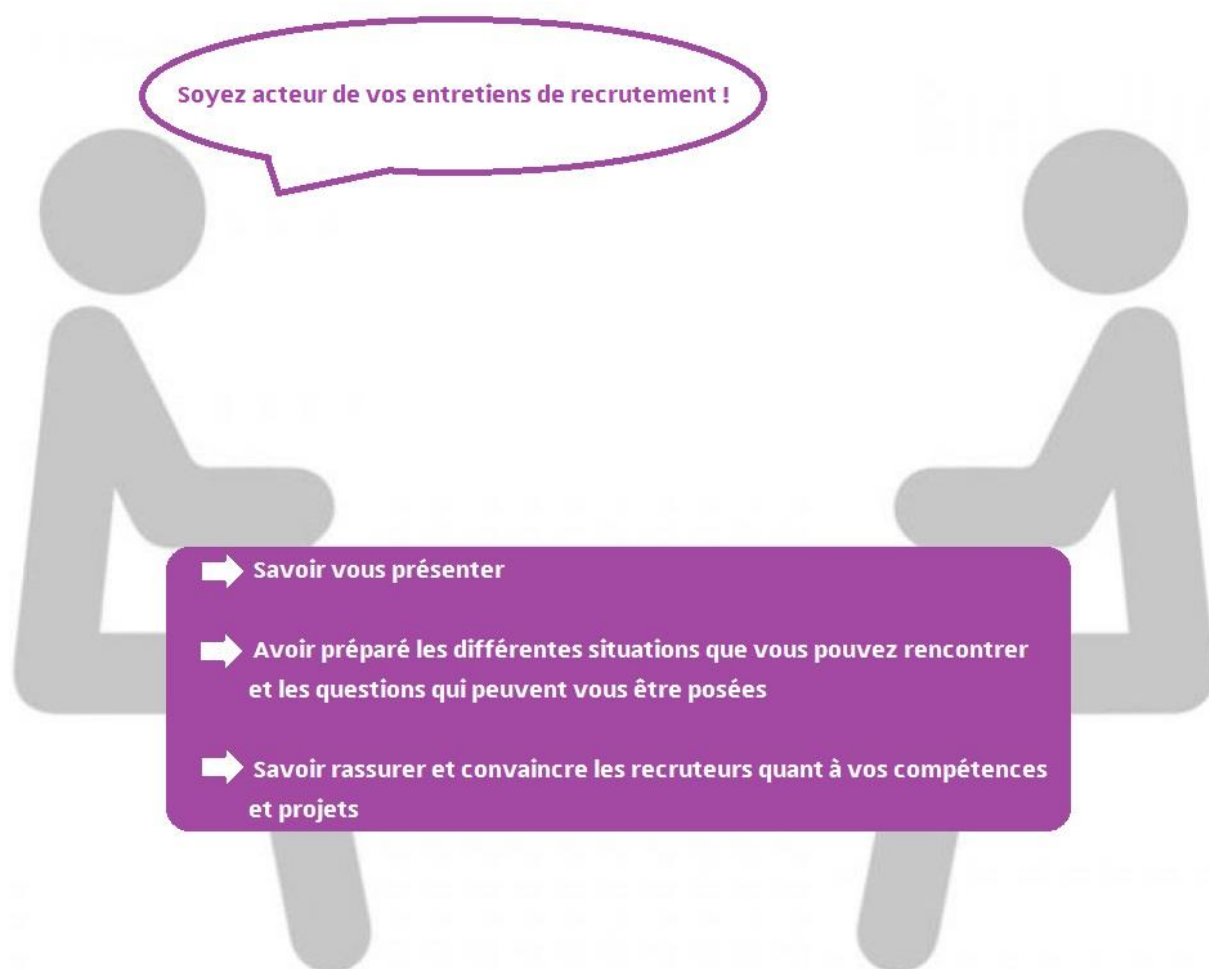 Soyez acteur de vos entretiens de recrutement !
Savoir vous présenter
Avoir préparé les différentes situations que vous pouvez rencontrer
et les questions qui peuvent vous être posées
Savoir rassurer et convaincre les recruteurs quant à vos compétences
et projets